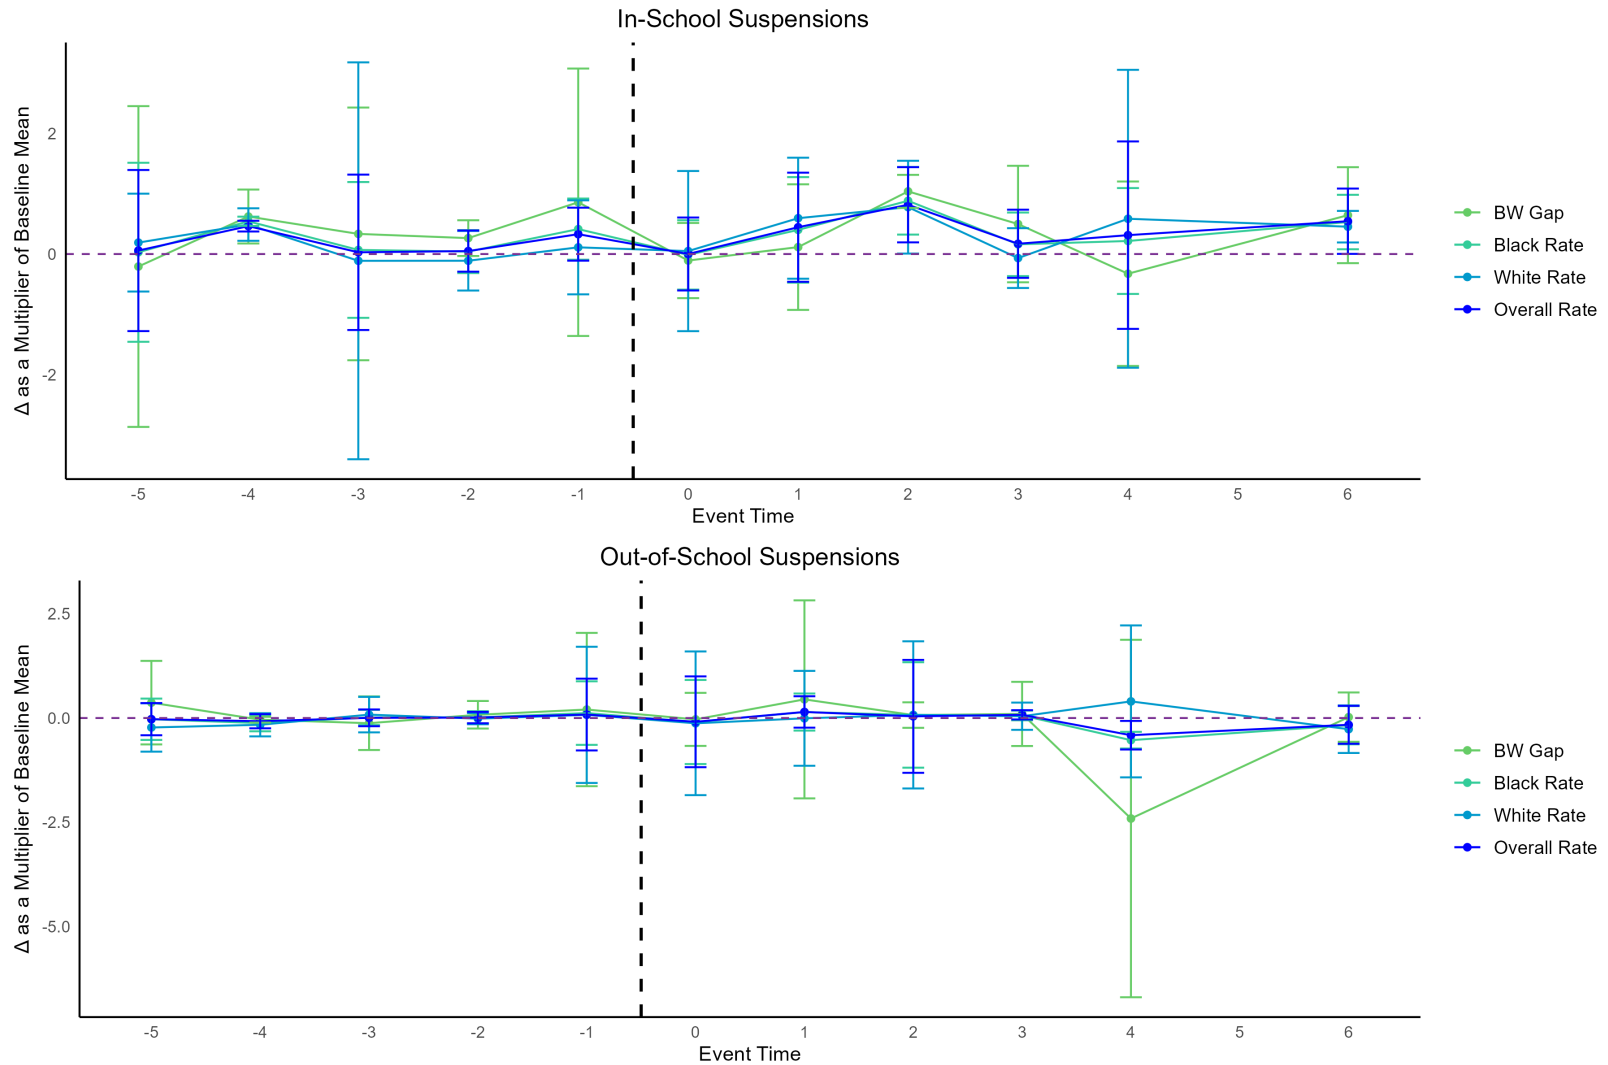 In-School Suspensions
Δ as a Multiplier of Baseline Mean
2
0
-2
-5 -4 -3 -2 -1 0 1 2 3 4 5 6
Event Time
BW Gap
Black Rate
White Rate
Overall Rate
Out-of-School Suspensions
Δ as a Multiplier of Baseline Mean
2.5
0.0
-2.5
-5.0
-5 -4 -3 -2 -1 0 1 2 3 4 5 6
Event Time
BW Gap
Black Rate
White Rate
Overall Rate